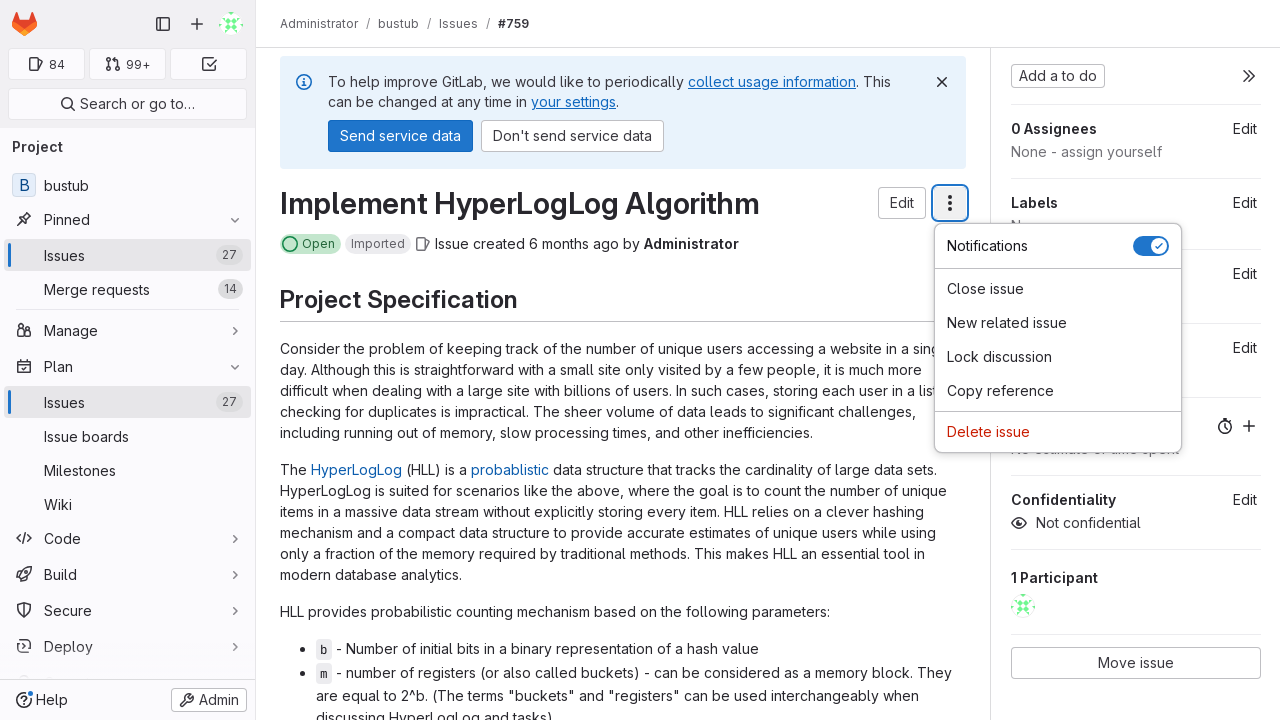 Administrator / bustub / Issues / #759
84
99+
Search or go to…
Project
B bustub
Pinned
Issues 27
Merge requests 14
Manage
Plan
Issues 27
Issue boards
Milestones
Wiki
Code
Build
Secure
Deploy
Help
Admin
To help improve GitLab, we would like to periodically collect usage information. This
can be changed at any time in your settings.
Send service data
Don't send service data
Implement HyperLogLog Algorithm
Edit
Open
Imported
Issue created 6 months ago by Administrator
Project Specification
Consider the problem of keeping track of the number of unique users accessing a website in a
day. Although this is straightforward with a small site only visited by a few people, it is much more
difficult when dealing with a large site with billions of users. In such cases, storing each user in a list
checking for duplicates is impractical. The sheer volume of data leads to significant challenges,
including running out of memory, slow processing times, and other inefficiencies.
The HyperLogLog (HLL) is a probablistic data structure that tracks the cardinality of large data sets.
HyperLogLog is suited for scenarios like the above, where the goal is to count the number of unique
items in a massive data stream without explicitly storing every item. HLL relies on a clever hashing
mechanism and a compact data structure to provide accurate estimates of unique users while using
only a fraction of the memory required by traditional methods. This makes HLL an essential tool in
modern database analytics.
HLL provides probabilistic counting mechanism based on the following parameters:
b - Number of initial bits in a binary representation of a hash value
m - number of registers (or also called buckets) - can be considered as a memory block. They
are equal to 2^b. (The terms "buckets" and "registers" can be used interchangeably when
discussing HyperLogLog and tasks)
Notifications
Close issue
New related issue
Lock discussion
Copy reference
Delete issue
Add a to do
0 Assignees
Edit
None - assign yourself
Labels
Edit
Edit
Edit
No estimate or time spent
Confidentiality
Edit
Not confidential
1 Participant
Move issue